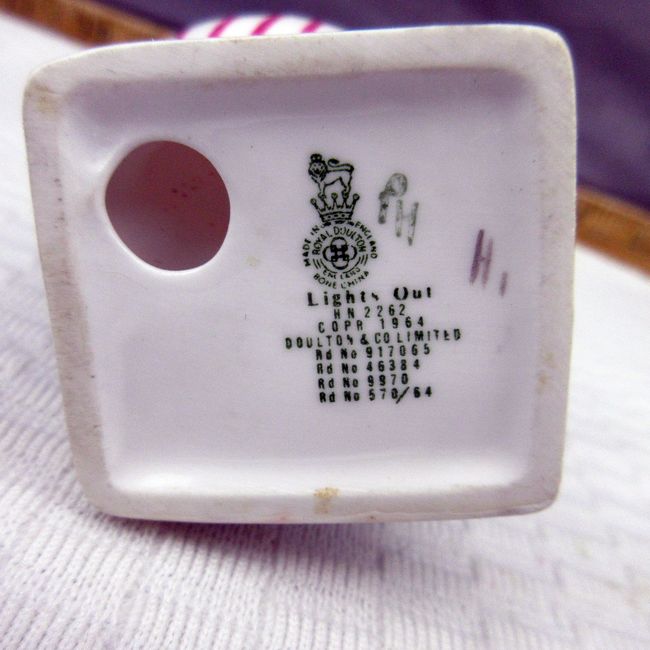 MADE IN ENGLAND
ROYAL DOULTON
BONE CHINA
Lights Out
HN 2262
COPR 1964
DOULTON & CO LIMITED
Rd No 917065
Rd No 46384
Rd No 9970
Rd No 570/64
PH
H.